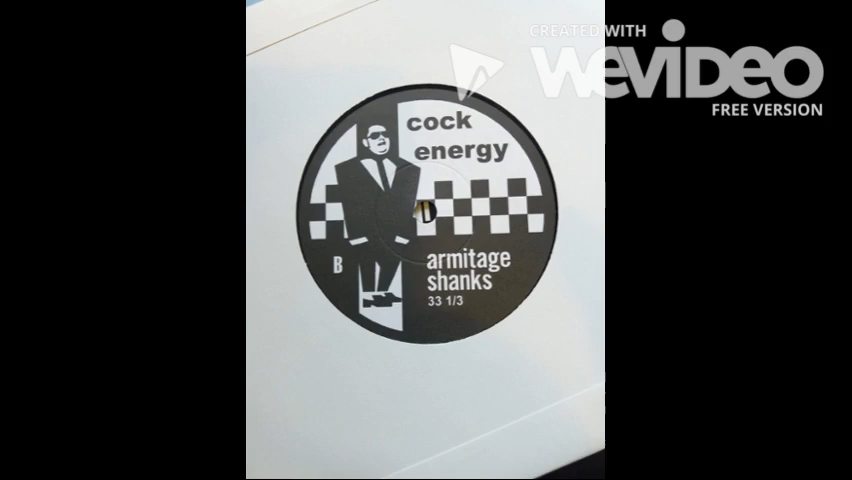 CREATED WITH
WEVIDEO
FREE VERSION
cock
energy
B
armitage
shanks
33 1/3